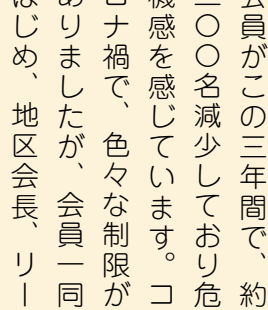 会員がこの三年間で、約
二〇〇名減少しており危
機感を感じています。コ
ロナ禍で、色々な制限が
ありましたが、会員一同
はじめ、地区会長、リー